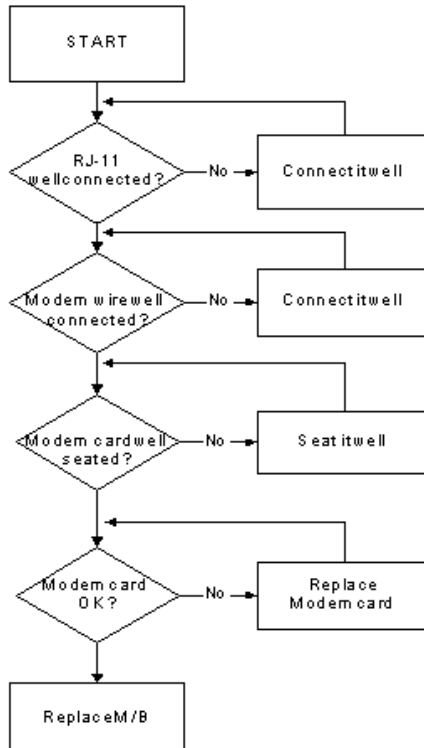 START
RJ-11
wellconnected?
No
Connectitwell
Modem wirewell
connected?
No
Connectitwell
Modem cardwell
seated?
No
Seatitwell
Modem card
OK?
No
Replace
Modem card
ReplaceM/B